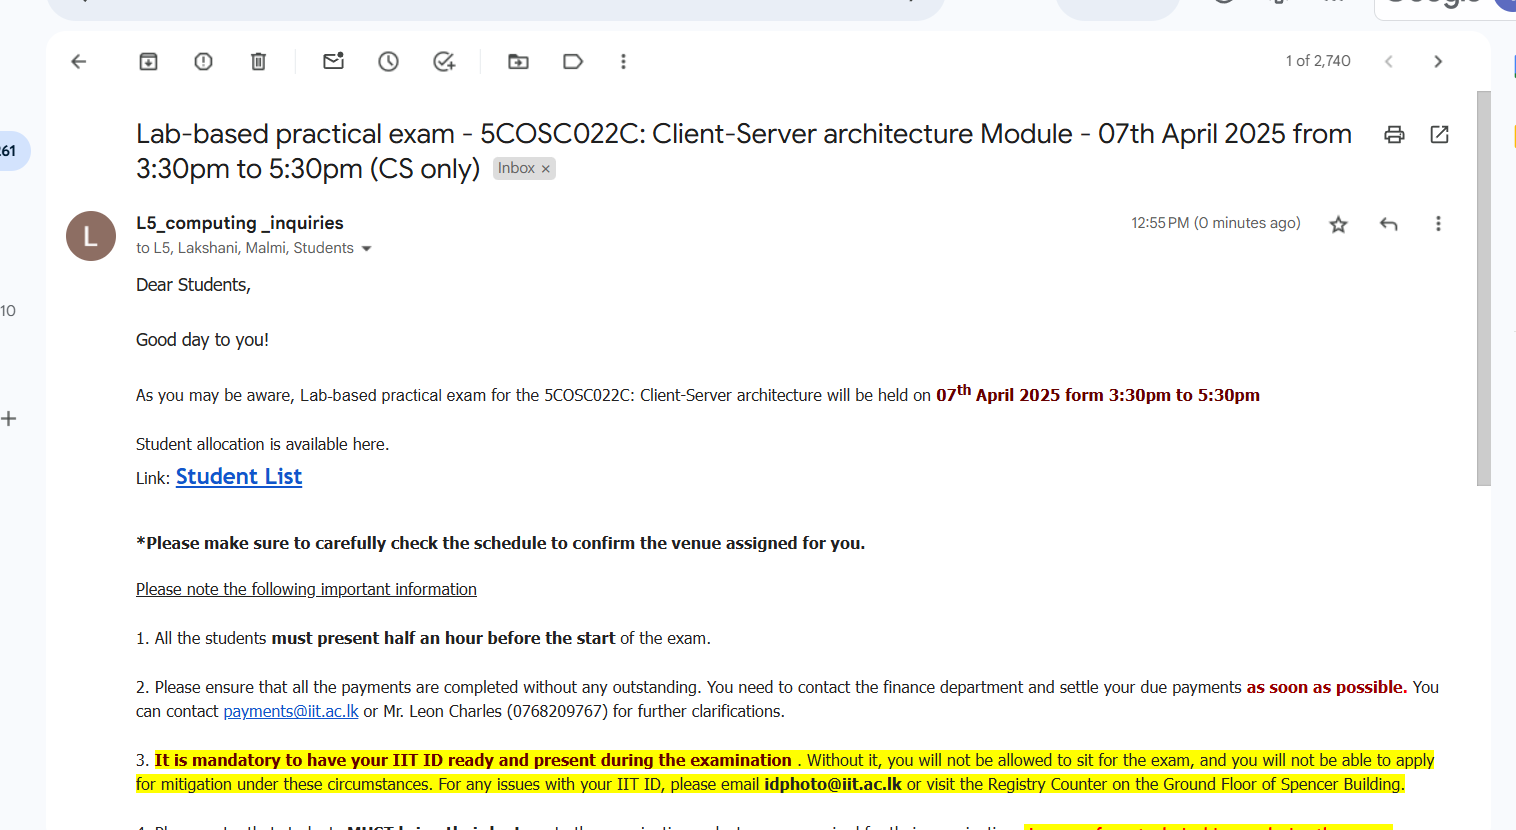 1 of 2,740
Lab-based practical exam - 5COSC022C: Client-Server architecture Module - 07th April 2025 from
3:30pm to 5:30pm (CS only) Inbox ×
261
L
L5_computing _inquiries
12:55 PM (0 minutes ago)
to L5, Lakshani, Malmi, Students
Dear Students,
10
Good day to you!
As you may be aware, Lab-based practical exam for the 5COSC022C: Client-Server architecture will be held on 07th April 2025 form 3:30pm to 5:30pm
Student allocation is available here.
Link: Student List
*Please make sure to carefully check the schedule to confirm the venue assigned for you.
Please note the following important information
1. All the students must present half an hour before the start of the exam.
2. Please ensure that all the payments are completed without any outstanding. You need to contact the finance department and settle your due payments as soon as possible. You
can contact payments@iit.ac.lk or Mr. Leon Charles (0768209767) for further clarifications.
3. It is mandatory to have your IIT ID ready and present during the examination . Without it, you will not be allowed to sit for the exam, and you will not be able to apply
for mitigation under these circumstances. For any issues with your IIT ID, please email idphoto@iit.ac.lk or visit the Registry Counter on the Ground Floor of Spencer Building.